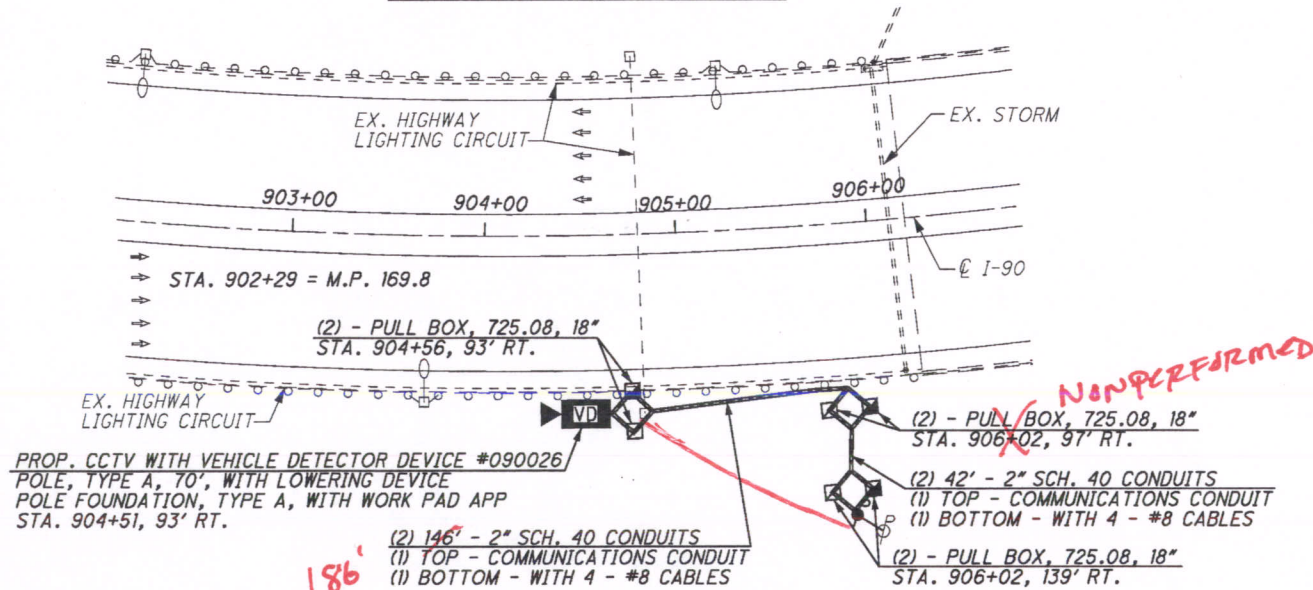 EX. HIGHWAY
LIGHTING CIRCUIT
EX. STORM
903+00
904+00
905+00
906+00
℄ I-90
STA. 902+29 = M.P. 169.8
(2) - PULL BOX, 725.08, 18"
STA. 904+56, 93' RT.
NONPERFORMED
EX. HIGHWAY
LIGHTING CIRCUIT
VD
(2) - PULL BOX, 725.08, 18"
STA. 906+02, 97' RT.
PROP. CCTV WITH VEHICLE DETECTOR DEVICE #090026
POLE, TYPE A, 70', WITH LOWERING DEVICE
POLE FOUNDATION, TYPE A, WITH WORK PAD APP
STA. 904+51, 93' RT.
(2) 42' - 2" SCH. 40 CONDUITS
(1) TOP - COMMUNICATIONS CONDUIT
(1) BOTTOM - WITH 4 - #8 CABLES
P
186'
(2) 146' - 2" SCH. 40 CONDUITS
(1) TOP - COMMUNICATIONS CONDUIT
(1) BOTTOM - WITH 4 - #8 CABLES
(2) - PULL BOX, 725.08, 18"
STA. 906+02, 139' RT.